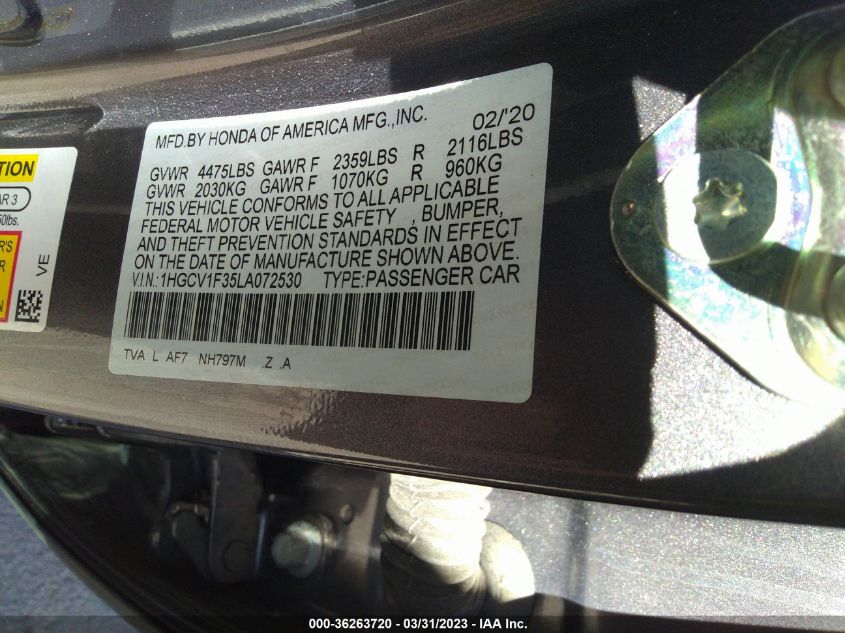 MFD.BY HONDA OF AMERICA MFG.,INC. 02/'20
GVWR 4475LBS GAWR F 2359LBS R 2116LBS
GVWR 2030KG GAWR F 1070KG R 960KG
THIS VEHICLE CONFORMS TO ALL APPLICABLE
FEDERAL MOTOR VEHICLE SAFETY , BUMPER,
AND THEFT PREVENTION STANDARDS IN EFFECT
ON THE DATE OF MANUFACTURE SHOWN ABOVE.
V.I.N.:1HGCV1F35LA072530 TYPE:PASSENGER CAR
TVA L AF7 NH797M .Z .A
TION
AR 3
50lbs.
R'S
R
VE
000-36263720 - 03/31/2023 - IAA Inc.